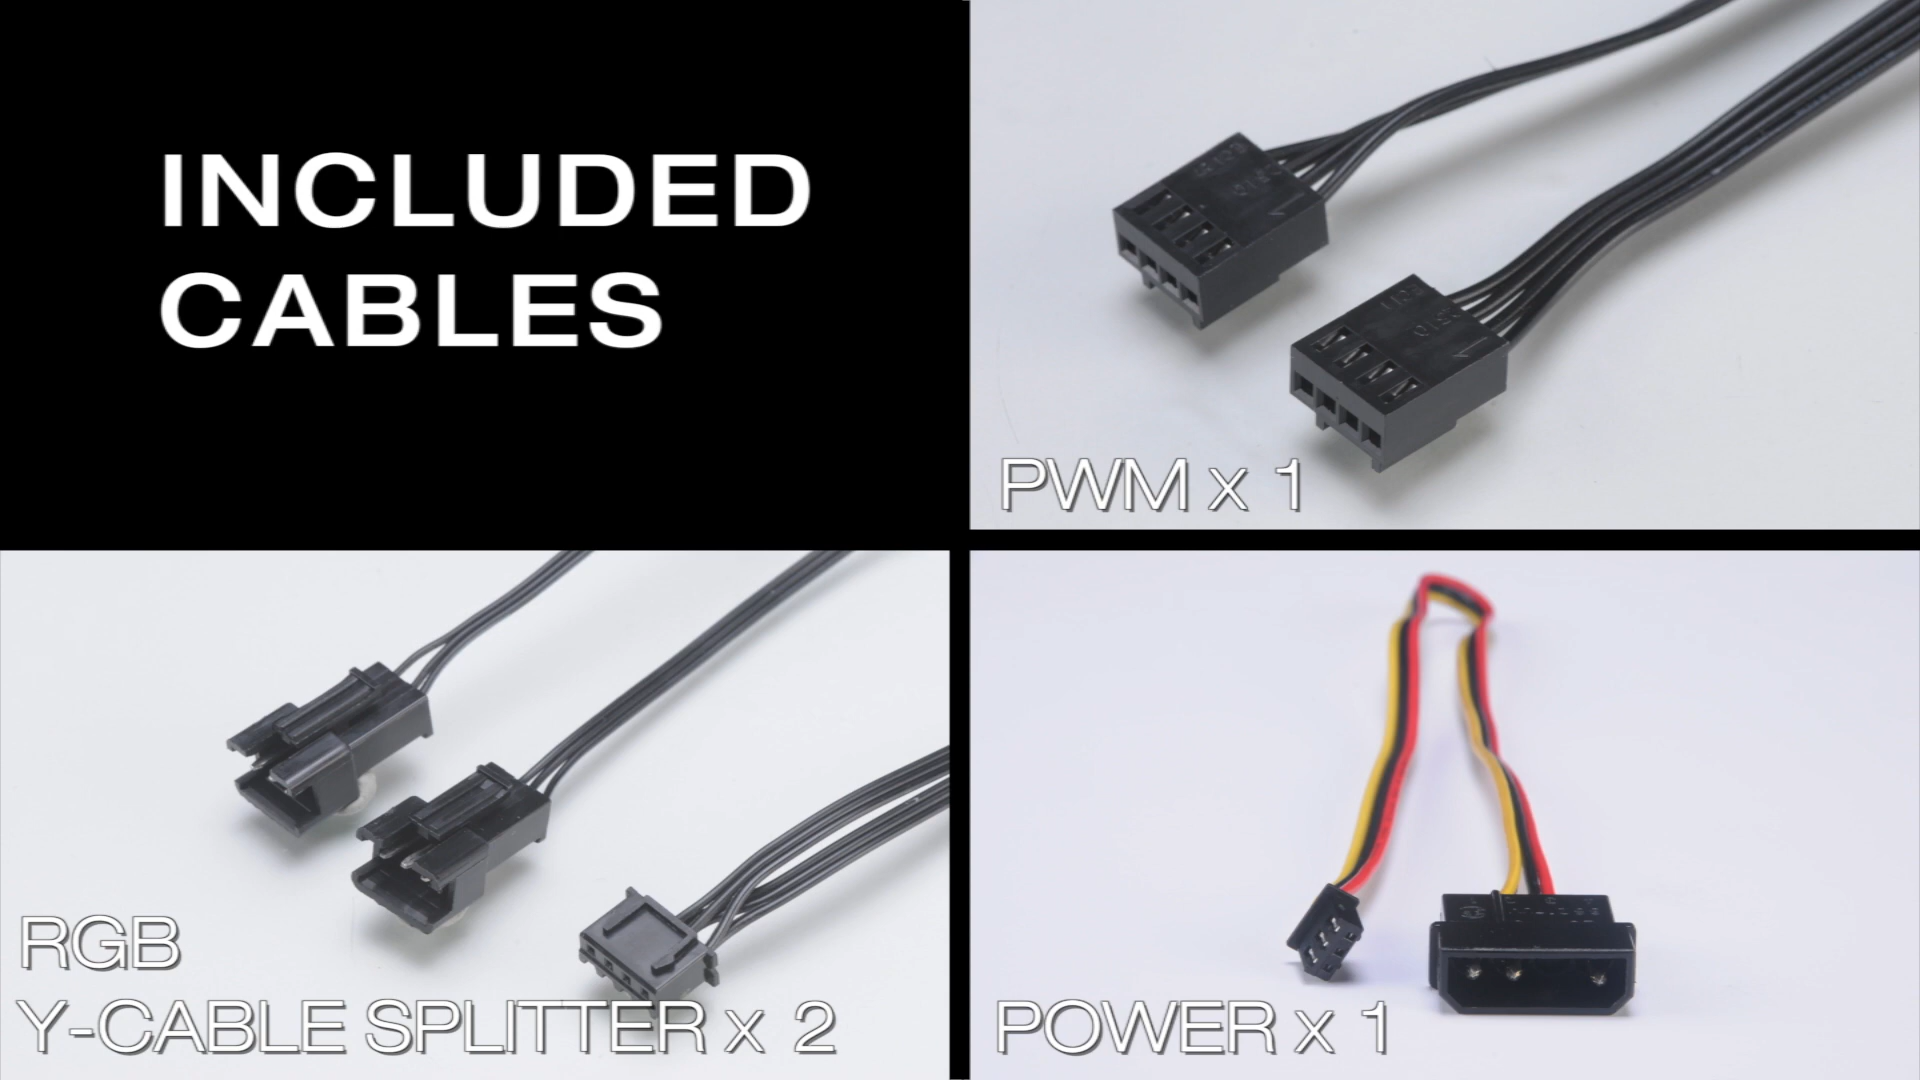 INCLUDED
CABLES
PWM x 1
RGB
Y-CABLE SPLITTER x 2
POWER x 1